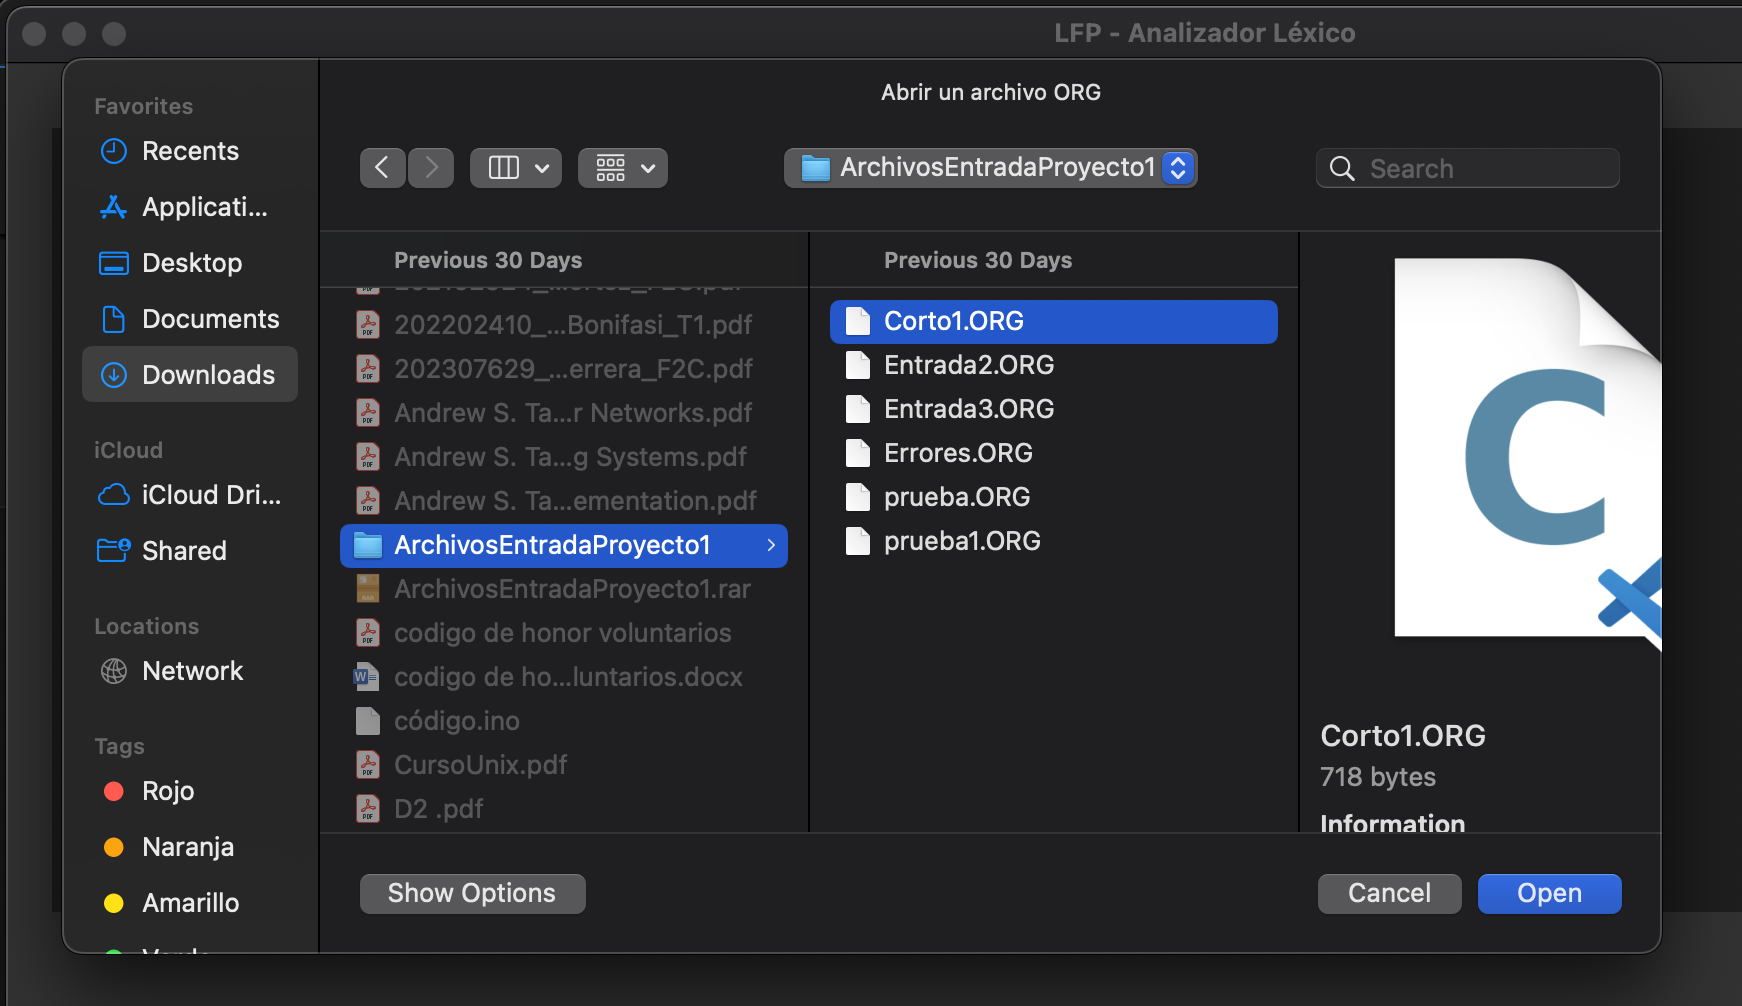 LFP - Analizador Léxico
Abrir un archivo ORG
Favorites
Recents
Applicati...
Desktop
Documents
Downloads
iCloud
iCloud Dri...
Shared
Locations
Network
Tags
Rojo
Naranja
Amarillo
ArchivosEntradaProyecto1
Search
Previous 30 Days
202202410_...Bonifasi_T1.pdf
202307629_...errera_F2C.pdf
Andrew S. Ta...r Networks.pdf
Andrew S. Ta...g Systems.pdf
Andrew S. Ta...ementation.pdf
ArchivosEntradaProyecto1
ArchivosEntradaProyecto1.rar
codigo de honor voluntarios
codigo de ho...luntarios.docx
código.ino
CursoUnix.pdf
D2 .pdf
Previous 30 Days
Corto1.ORG
Entrada2.ORG
Entrada3.ORG
Errores.ORG
prueba.ORG
prueba1.ORG
C
Corto1.ORG
718 bytes
Information
Show Options
Cancel
Open